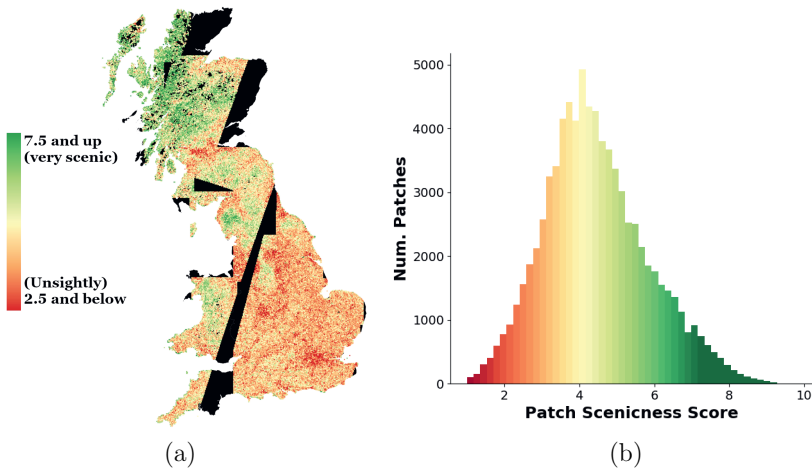 7.5 and up
(very scenic)
(Unsightly)
2.5 and below
(a)
5000
4000
3000
2000
1000
0
Num. Patches
2 4 6 8 10
Patch Scenicness Score
(b)